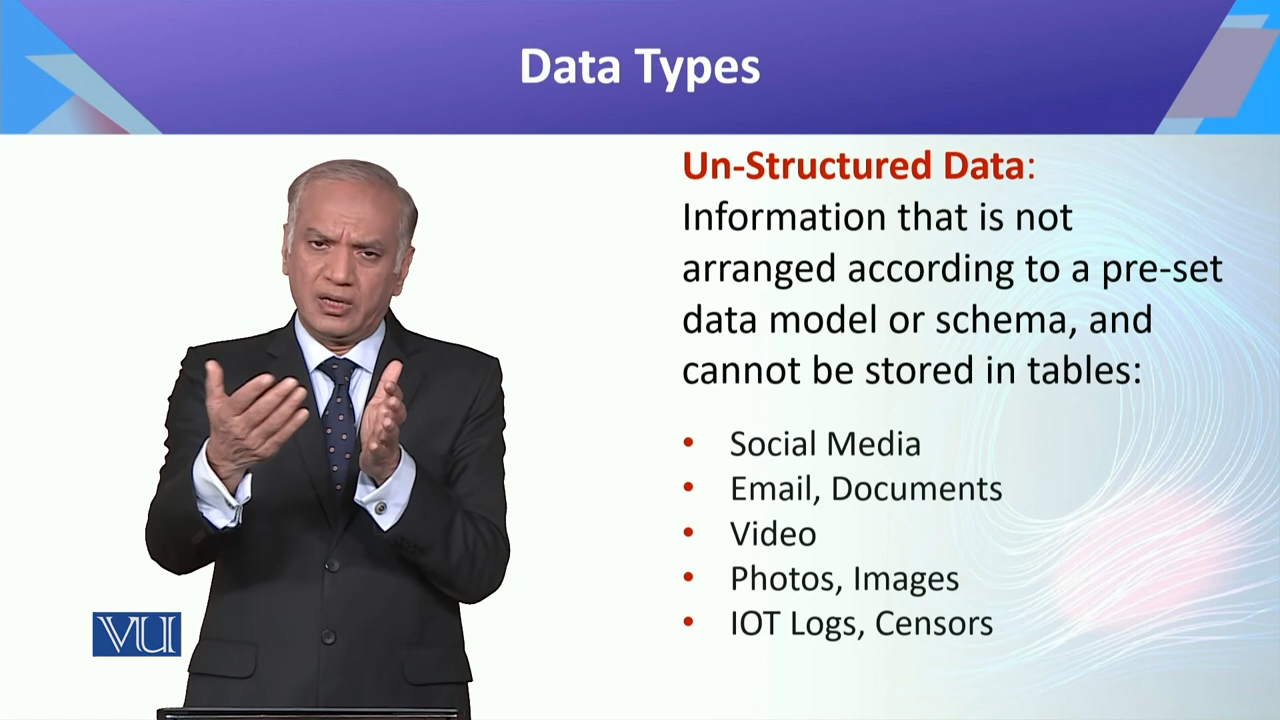 Data Types
Un-Structured Data:
Information that is not
arranged according to a pre-set
data model or schema, and
cannot be stored in tables:
• Social Media
• Email, Documents
• Video
• Photos, Images
• IOT Logs, Censors
VU